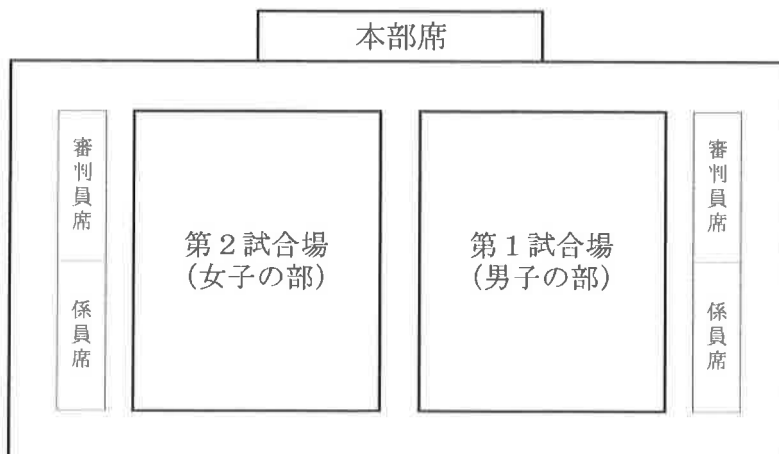 本部席
審判員席
係員席
第２試合場
(女子の部)
第１試合場
(男子の部)
審判員席
係員席